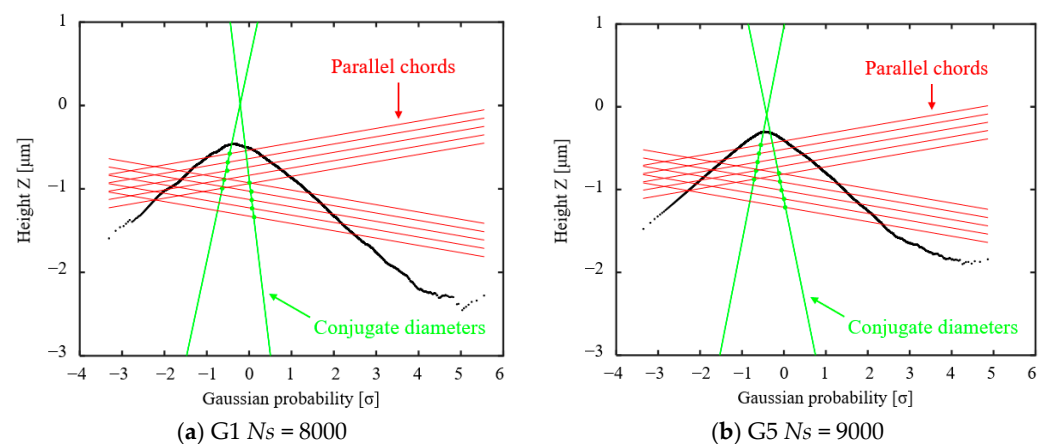 1
0
−1
−2
−3
Height Z [μm]
−4 −3 −2 −1 0 1 2 3 4 5 6
Gaussian probability [σ]
Parallel chords
Conjugate diameters
(a) G1 Ns = 8000
1
0
−1
−2
−3
Height Z [μm]
−4 −3 −2 −1 0 1 2 3 4 5 6
Gaussian probability [σ]
Parallel chords
Conjugate diameters
(b) G5 Ns = 9000